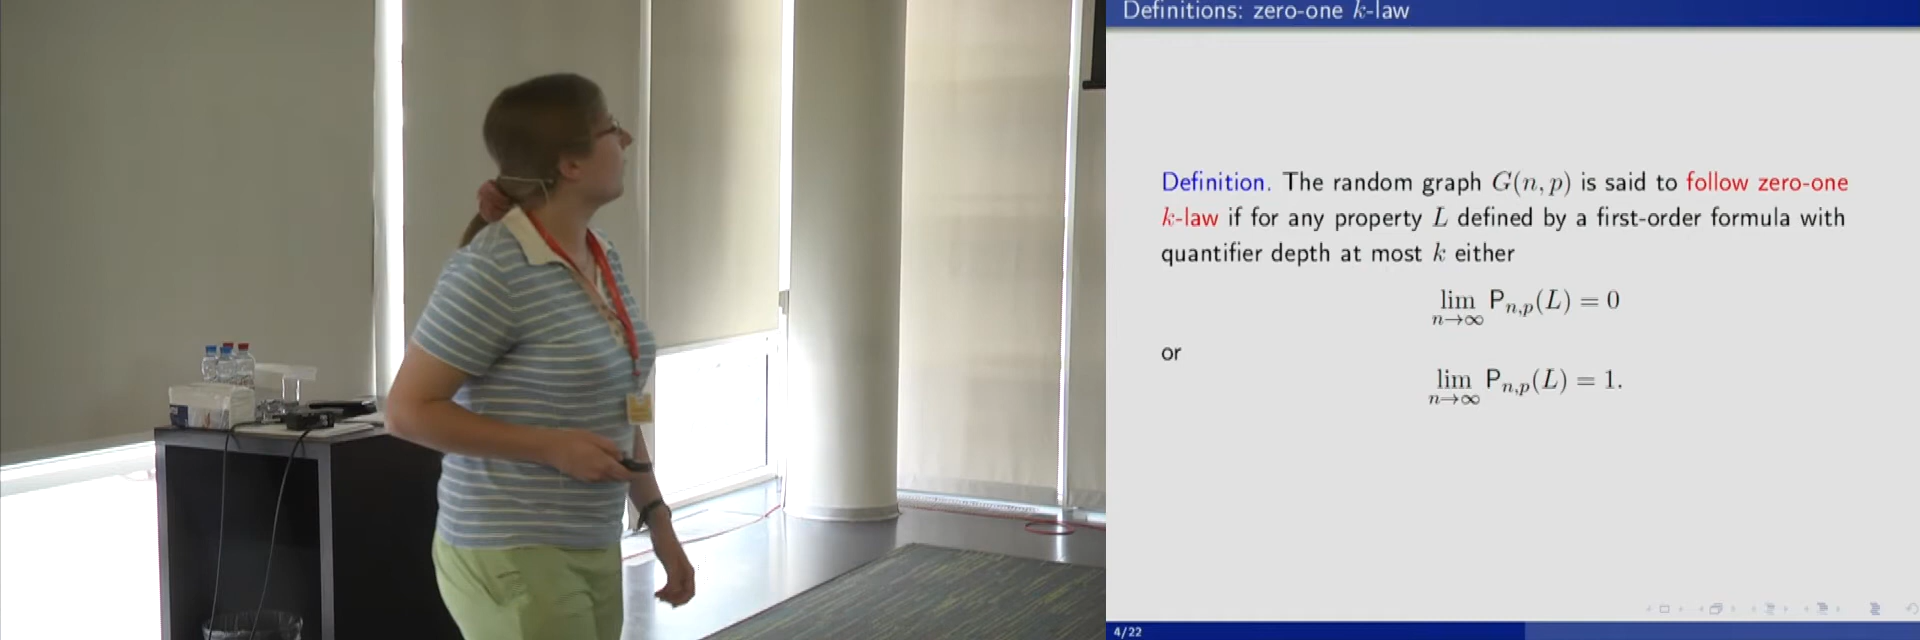 Definitions: zero-one k-law
Definition. The random graph G(n, p) is said to follow zero-one
k-law if for any property L defined by a first-order formula with
quantifier depth at most k either
lim P_{n,p}(L) = 0
n→∞
or
lim P_{n,p}(L) = 1.
n→∞
4/22